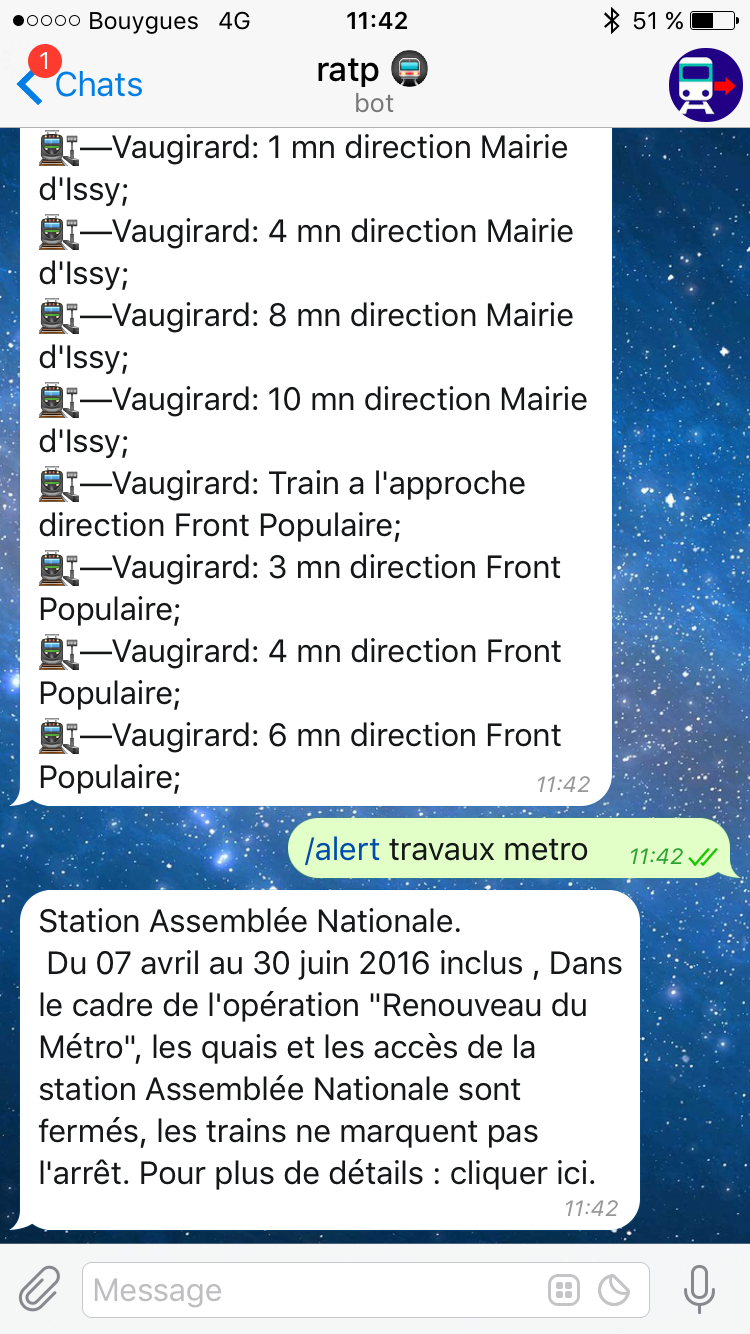 Bouygues 4G 11:42 51 %
1
Chats
ratp
bot
—Vaugirard: 1 mn direction Mairie
d'Issy;
—Vaugirard: 4 mn direction Mairie
d'Issy;
—Vaugirard: 8 mn direction Mairie
d'Issy;
—Vaugirard: 10 mn direction Mairie
d'Issy;
—Vaugirard: Train a l'approche
direction Front Populaire;
—Vaugirard: 3 mn direction Front
Populaire;
—Vaugirard: 4 mn direction Front
Populaire;
—Vaugirard: 6 mn direction Front
Populaire;
11:42
/alert travaux metro 11:42
Station Assemblée Nationale.
Du 07 avril au 30 juin 2016 inclus , Dans
le cadre de l'opération "Renouveau du
Métro", les quais et les accès de la
station Assemblée Nationale sont
fermés, les trains ne marquent pas
l'arrêt. Pour plus de détails : cliquer ici.
11:42
Message